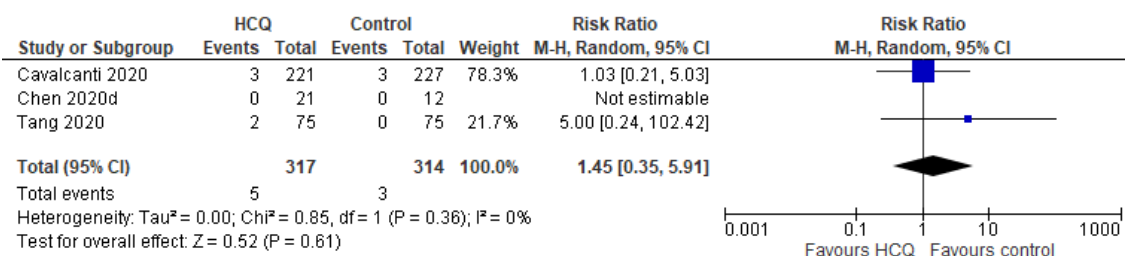 HCQ Control Risk Ratio Risk Ratio
Study or Subgroup Events Total Events Total Weight M-H, Random, 95% CI M-H, Random, 95% CI
Cavalcanti 2020 3 221 3 227 78.3% 1.03 [0.21, 5.03]
Chen 2020d 0 21 0 12 Not estimable
Tang 2020 2 75 0 75 21.7% 5.00 [0.24, 102.42]
Total (95% CI) 317 314 100.0% 1.45 [0.35, 5.91]
Total events 5 3
Heterogeneity: Tau² = 0.00; Chi² = 0.85, df = 1 (P = 0.36); I² = 0%
Test for overall effect: Z = 0.52 (P = 0.61)
0.001 0.1 1 10 1000
Favours HCQ Favours control